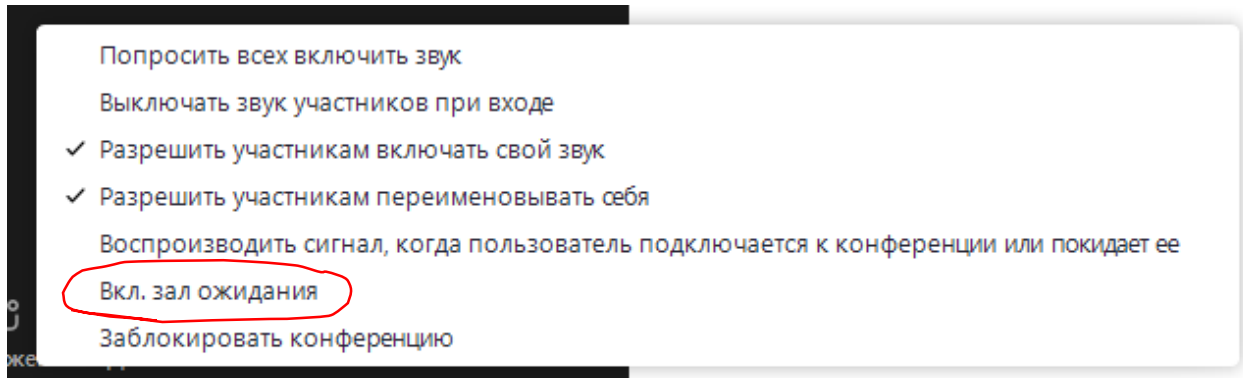 Попросить всех включить звук
Выключать звук участников при входе
Разрешить участникам включать свой звук
Разрешить участникам переименовывать себя
Воспроизводить сигнал, когда пользователь подключается к конференции или покидает ее
Вкл. зал ожидания
Заблокировать конференцию